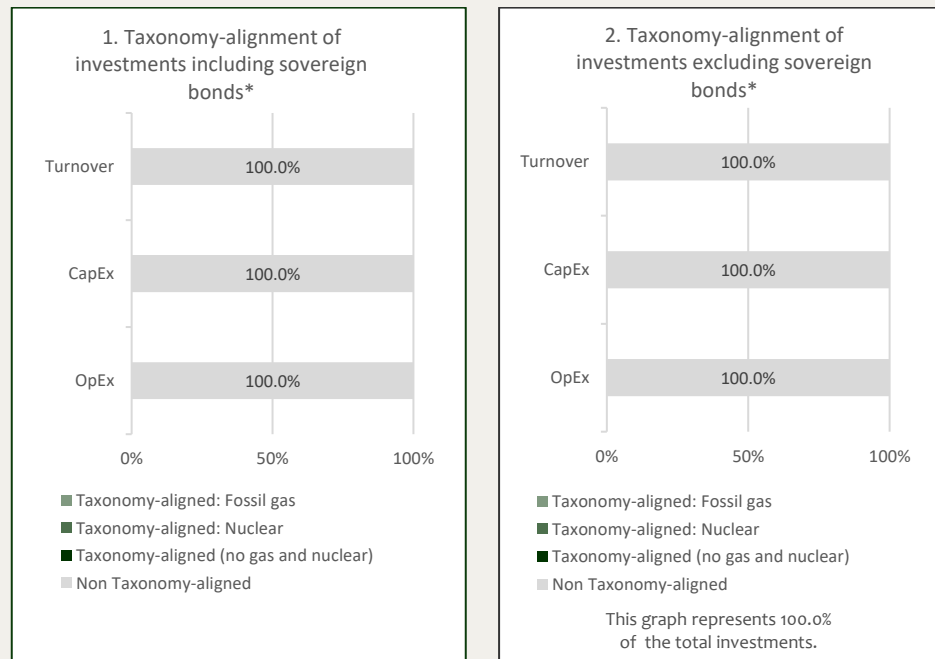 1. Taxonomy-alignment of
investments including sovereign
bonds*
Turnover
100.0%
CapEx
100.0%
OpEx
100.0%
0%
50%
100%
Taxonomy-aligned: Fossil gas
Taxonomy-aligned: Nuclear
Taxonomy-aligned (no gas and nuclear)
Non Taxonomy-aligned
2. Taxonomy-alignment of
investments excluding sovereign
bonds*
Turnover
100.0%
CapEx
100.0%
OpEx
100.0%
0%
50%
100%
Taxonomy-aligned: Fossil gas
Taxonomy-aligned: Nuclear
Taxonomy-aligned (no gas and nuclear)
Non Taxonomy-aligned
This graph represents 100.0%
of the total investments.